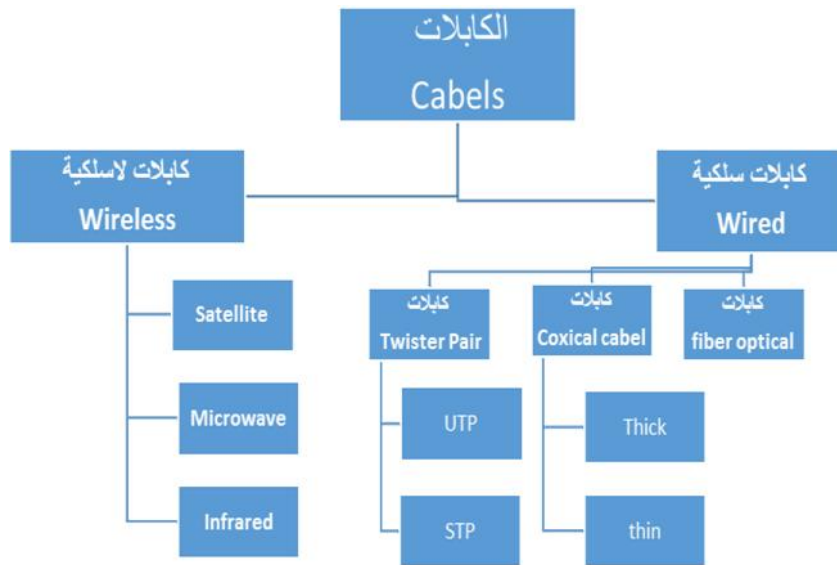 الكابلات
Cabels
كابلات لاسلكية
Wireless
كابلات سلكية
Wired
Satellite
Microwave
Infrared
كابلات
Twister Pair
UTP
STP
كابلات
Coxical cabel
Thick
thin
كابلات
fiber optical